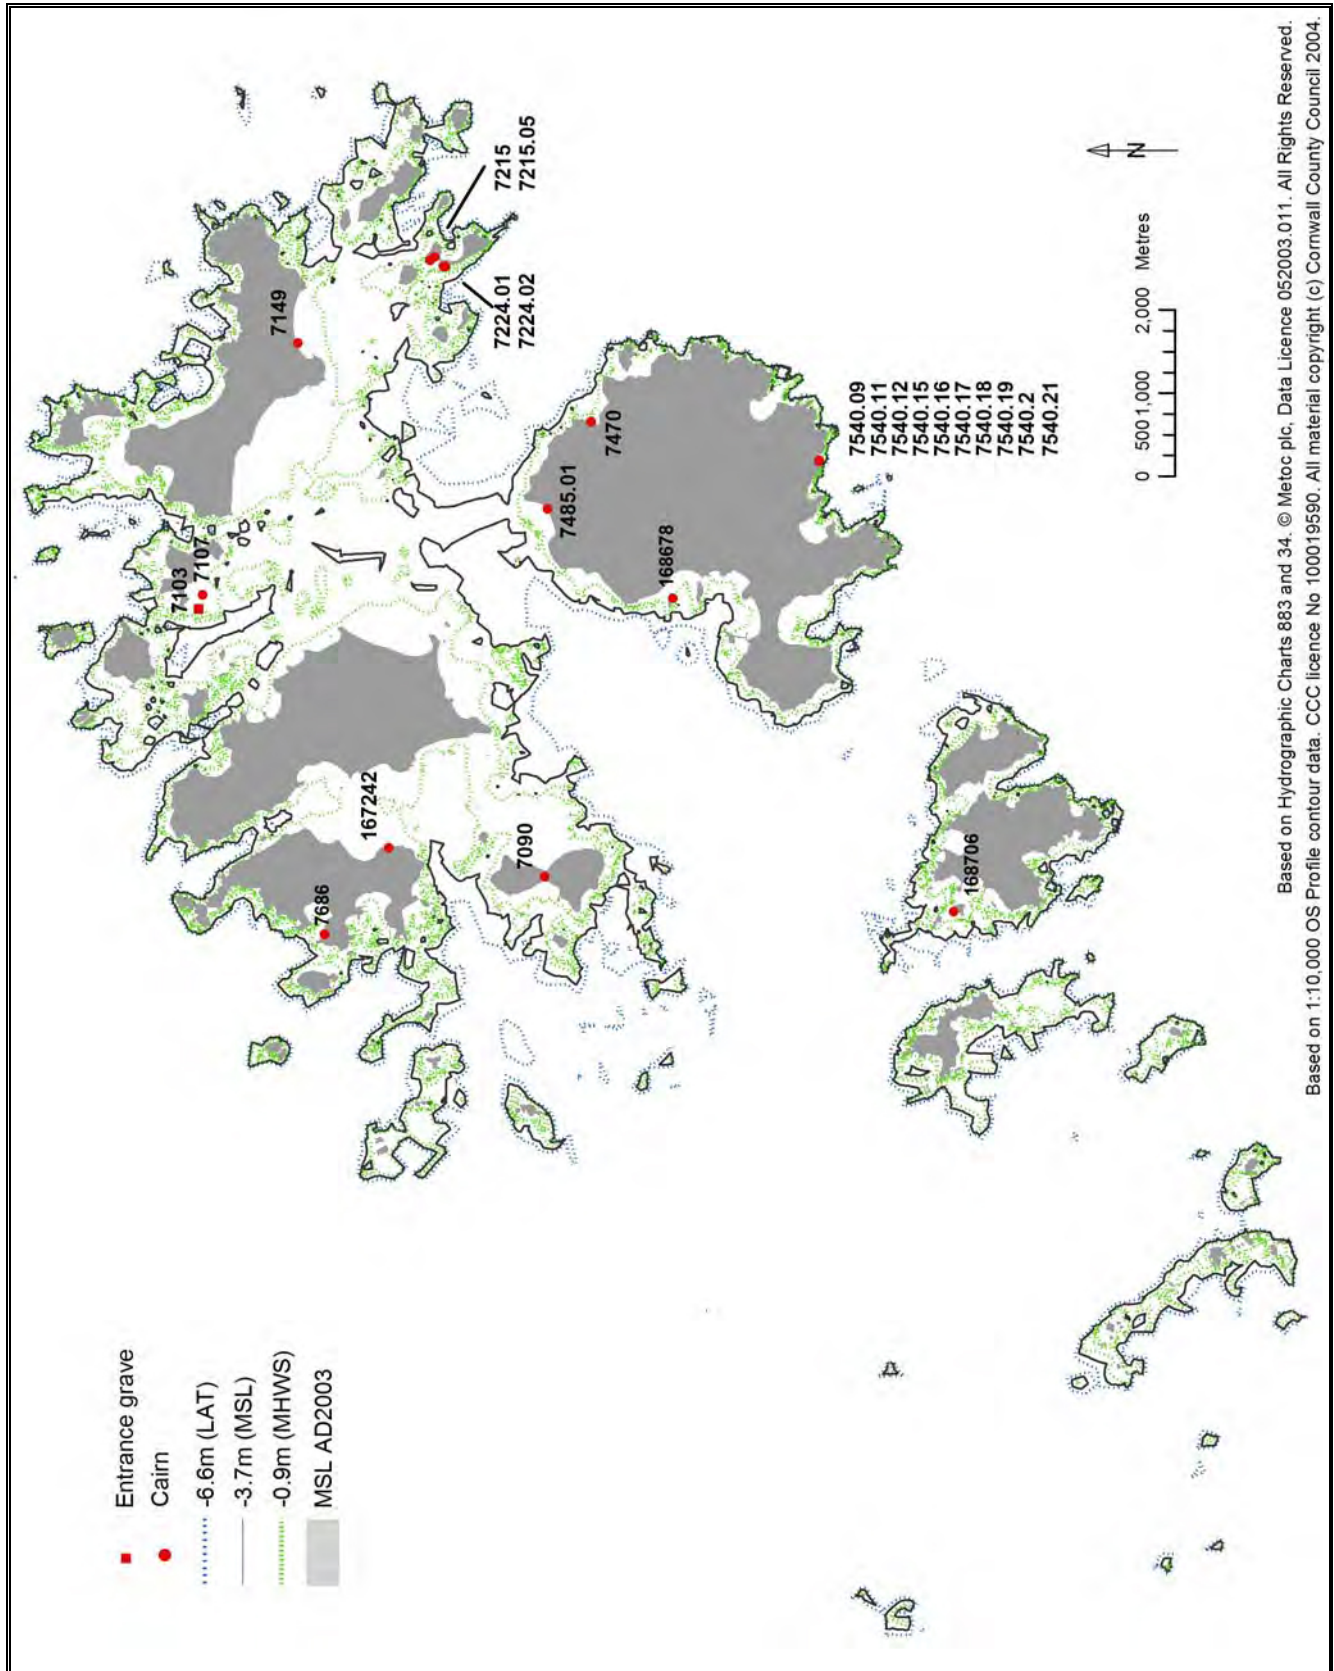 Entrance grave
Cairn
-6.6m (LAT)
-3.7m (MSL)
-0.9m (MHWS)
MSL AD2003
7686
167242
7090
7103
7107
7149
7215
7215.05
7224.01
7224.02
7485.01
7470
168678
7540.09
7540.11
7540.12
7540.15
7540.16
7540.17
7540.18
7540.19
7540.2
7540.21
168706
N
0 500 1,000 2,000 Metres
Based on Hydrographic Charts 883 and 34. © Metoc plc, Data Licence 052003.011. All Rights Reserved.
Based on 1:10,000 OS Profile contour data. CCC licence No 100019590. All material copyright (c) Cornwall County Council 2004.